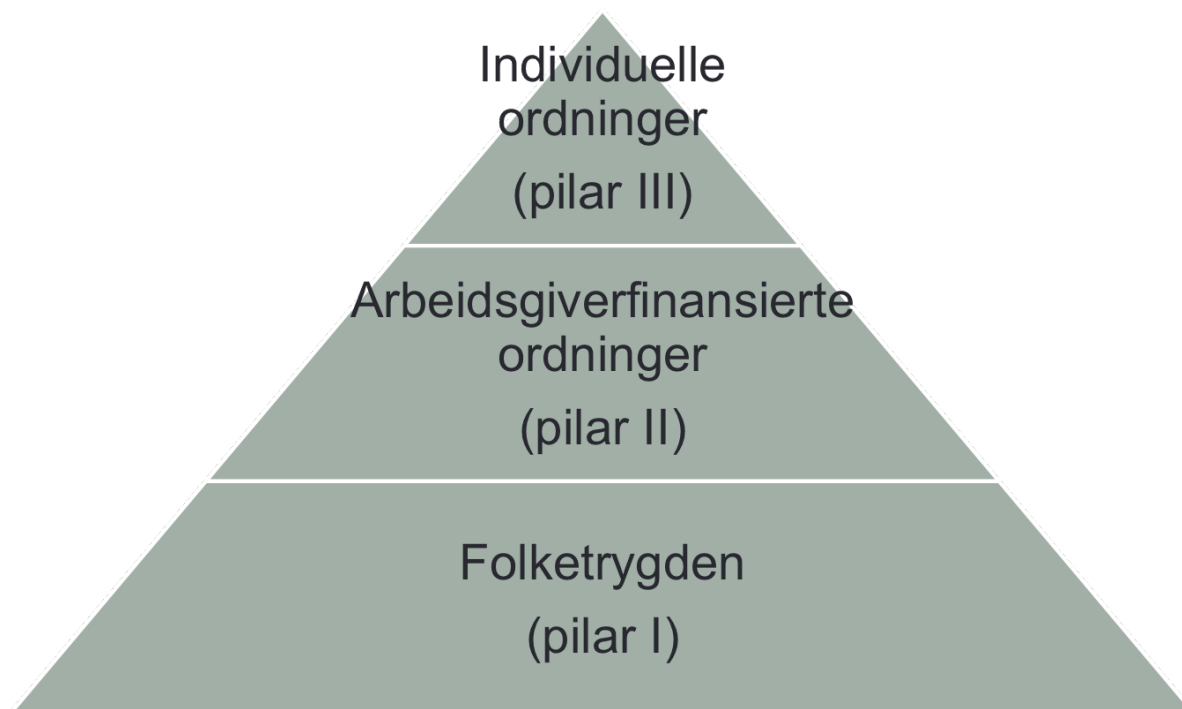 Individuelle
ordninger
(pilar III)
Arbeidsgiverfinansierte
ordninger
(pilar II)
Folketrygden
(pilar I)